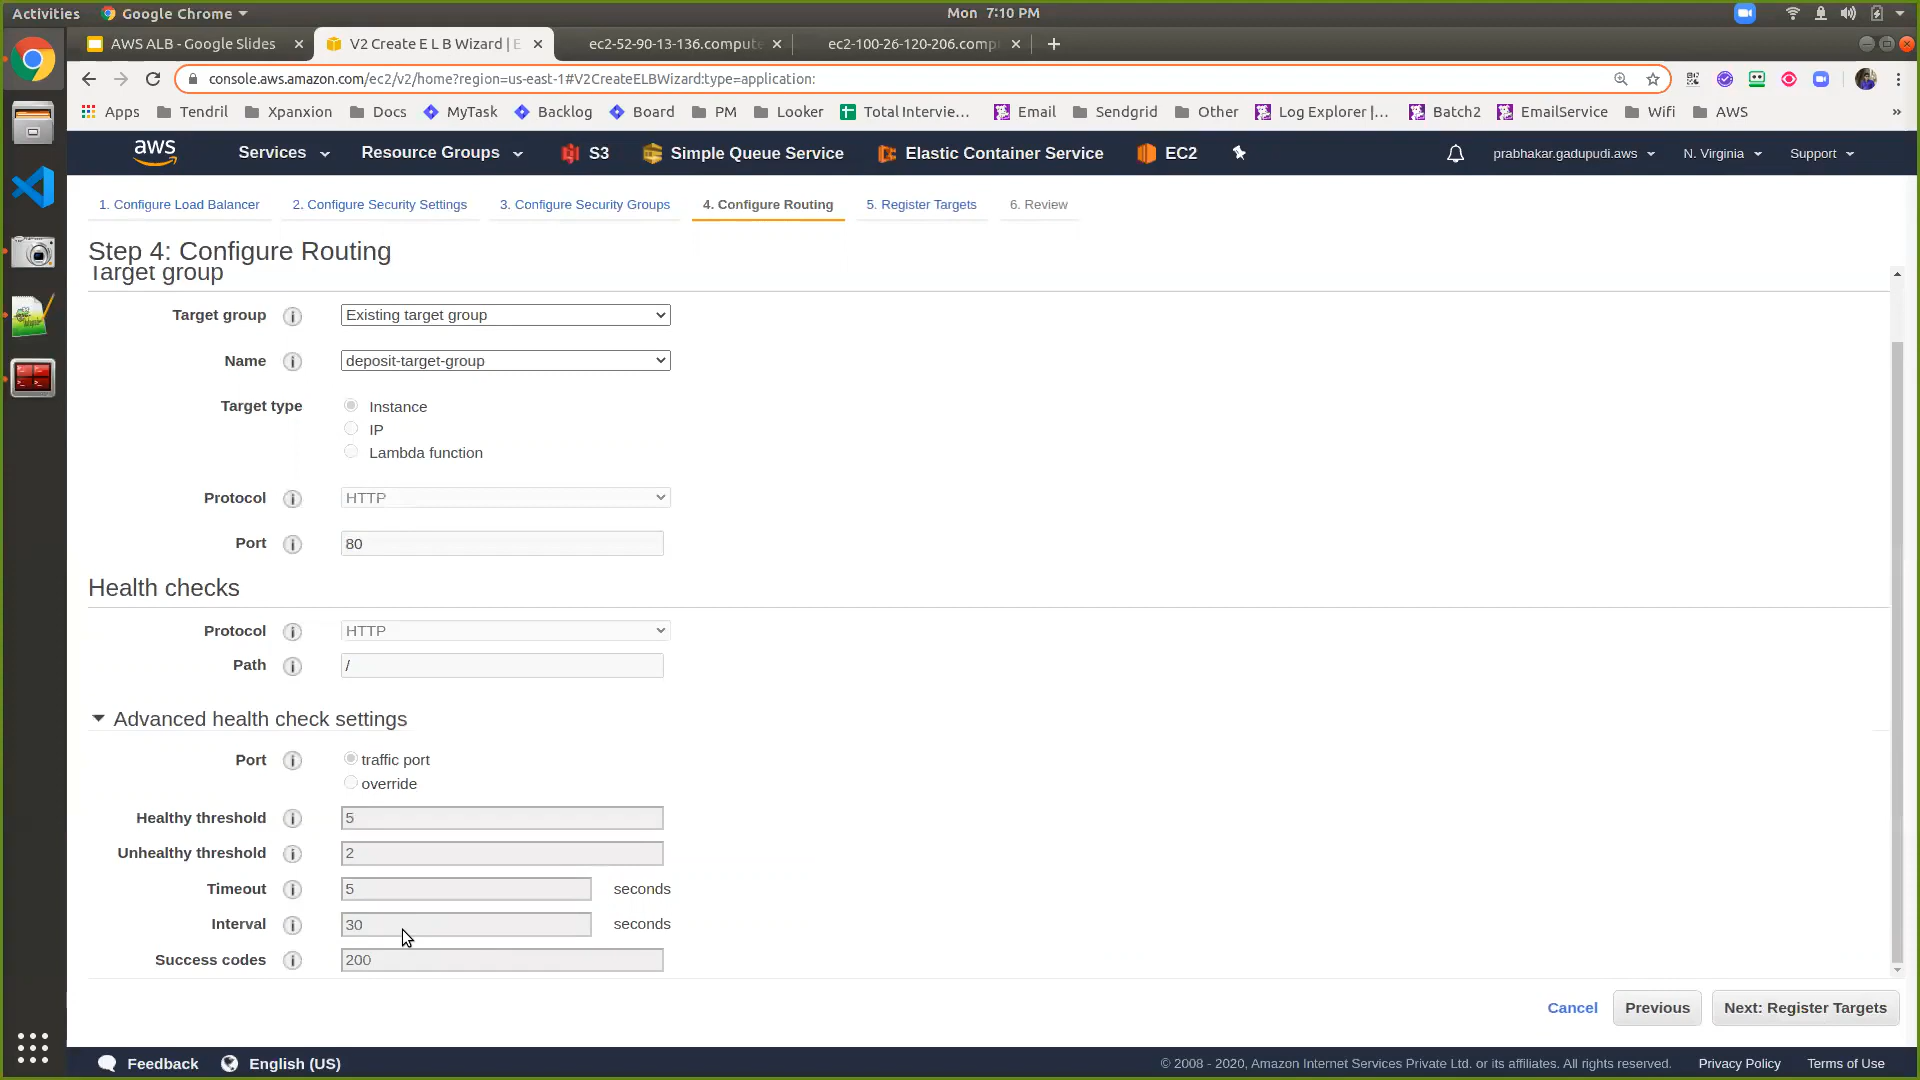 Activities Google Chrome Mon 7:10 PM
AWS ALB - Google Slides V2 Create E L B Wizard | E ec2-52-90-13-136.compute ec2-100-26-120-206.comp
console.aws.amazon.com/ec2/v2/home?region=us-east-1#V2CreateELBWizard:type=application:
Apps Tendril Xpanxion Docs MyTask Backlog Board PM Looker Total Intervie... Email Sendgrid Other Log Explorer |... Batch2 EmailService Wifi AWS »
aws Services Resource Groups S3 Simple Queue Service Elastic Container Service EC2 prabhakar.gadupudi.aws N. Virginia Support
1. Configure Load Balancer 2. Configure Security Settings 3. Configure Security Groups 4. Configure Routing 5. Register Targets 6. Review
Step 4: Configure Routing
Target group
Target group Existing target group
Name deposit-target-group
Target type Instance
IP
Lambda function
Protocol HTTP
Port 80
Health checks
Protocol HTTP
Path /
Advanced health check settings
Port traffic port
override
Healthy threshold 5
Unhealthy threshold 2
Timeout 5 seconds
Interval 30 seconds
Success codes 200
Cancel Previous Next: Register Targets
Feedback English (US) © 2008 - 2020, Amazon Internet Services Private Ltd. or its affiliates. All rights reserved. Privacy Policy Terms of Use